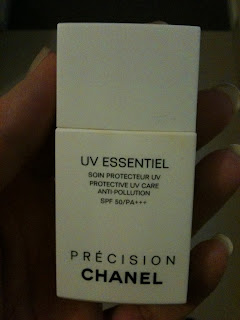 UV ESSENTIEL
SOIN PROTECTEUR UV
PROTECTIVE UV CARE
ANTI-POLLUTION
SPF 50/PA+++
PRÉCISION
CHANEL